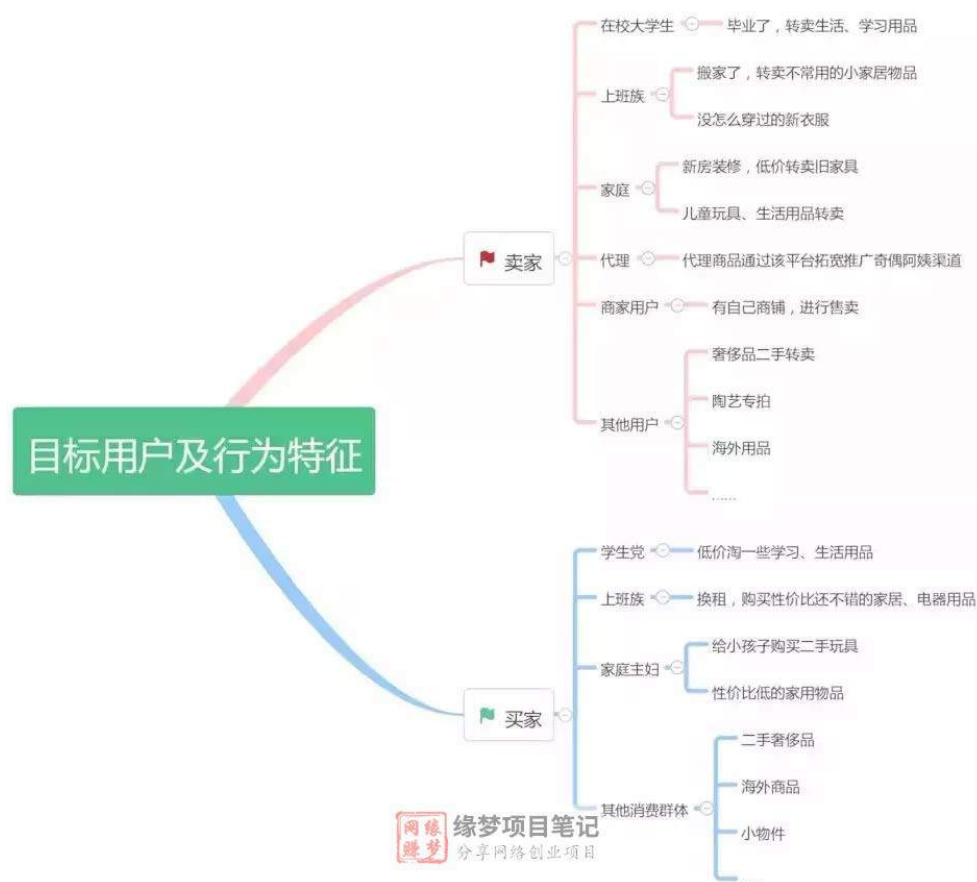 目标用户及行为特征
卖家
在校大学生
毕业了，转卖生活、学习用品
上班族
搬家了，转卖不常用的小家居物品
没怎么穿过的新衣服
家庭
新房装修，低价转卖旧家具
儿童玩具、生活用品转卖
代理
代理商品通过该平台拓宽推广奇偶阿姨渠道
商家用户
有自己商铺，进行售卖
其他用户
奢侈品二手转卖
陶艺专拍
海外用品
……
买家
学生党
低价淘一些学习、生活用品
上班族
换租，购买性价比还不错的家居、电器用品
家庭主妇
给小孩子购买二手玩具
性价比低的家用物品
其他消费群体
二手奢侈品
海外商品
小物件
……
网缘
赚梦
缘梦项目笔记
分享网络创业项目